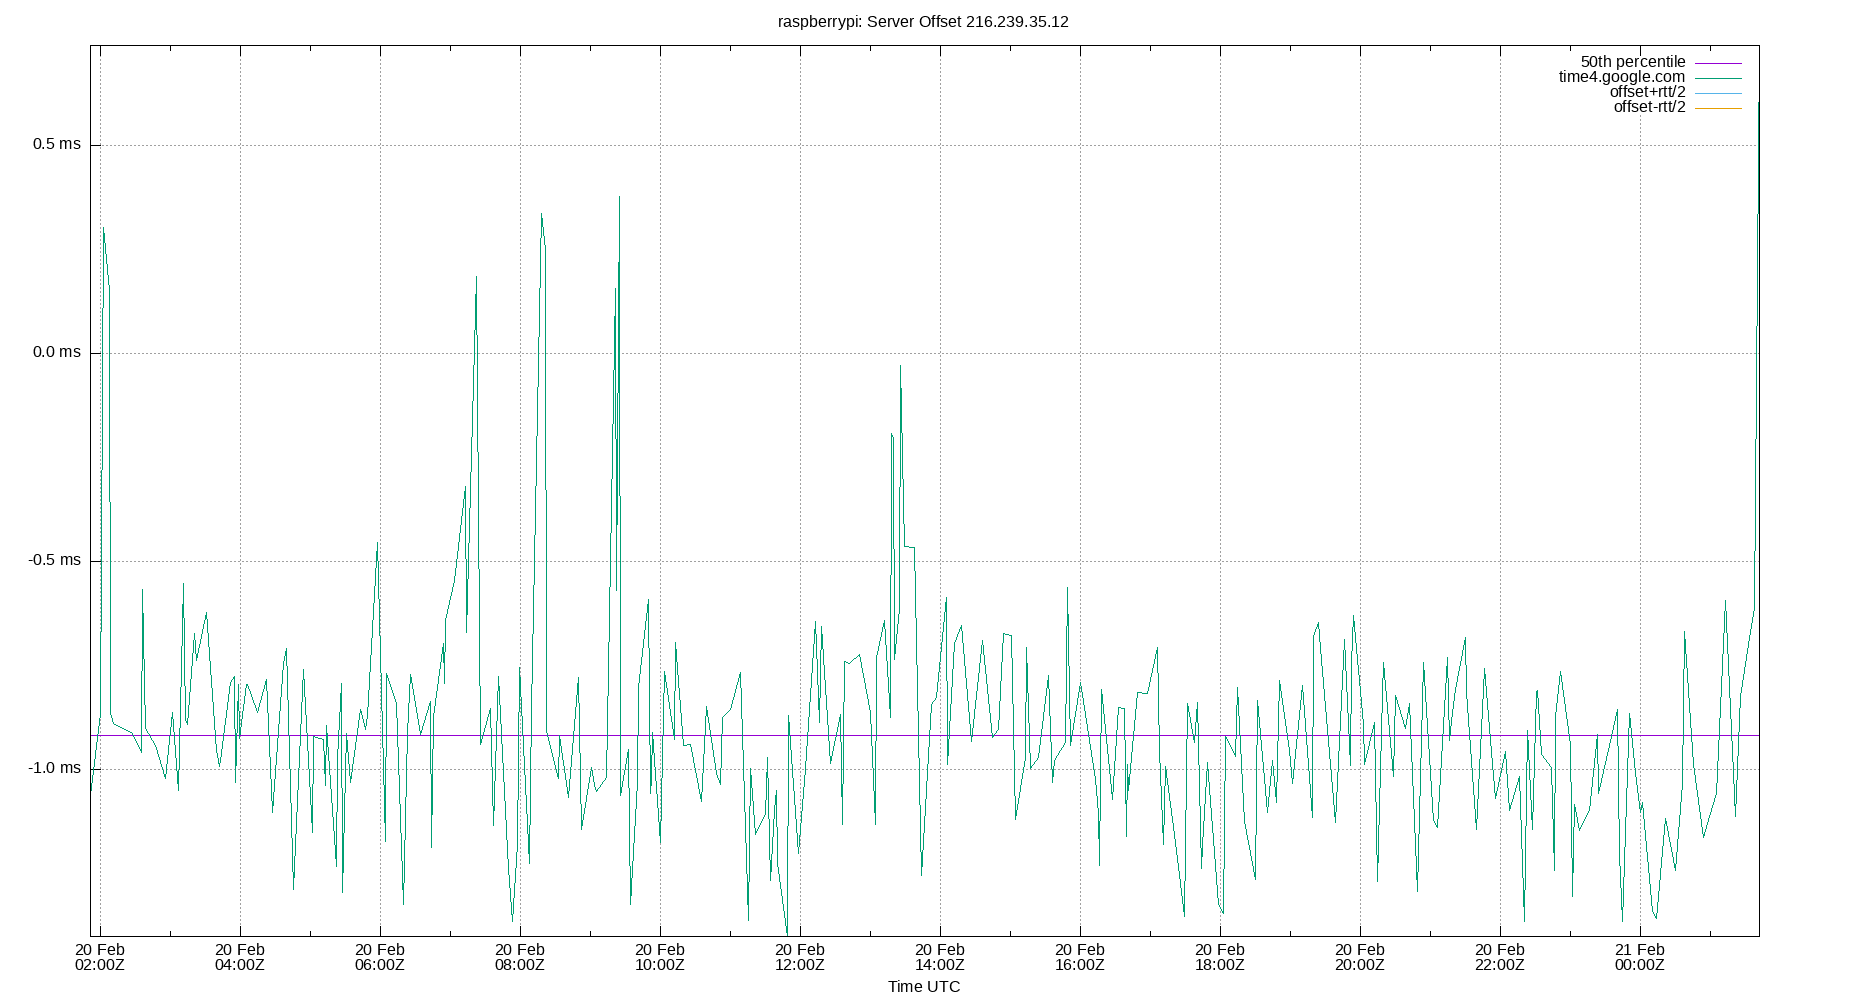 raspberrypi: Server Offset 216.239.35.12
50th percentile
time4.google.com
offset+rtt/2
offset-rtt/2
0.5 ms
0.0 ms
-0.5 ms
-1.0 ms
20 Feb 20 Feb 20 Feb 20 Feb 20 Feb 20 Feb 20 Feb 20 Feb 20 Feb 20 Feb 20 Feb 21 Feb
02:00Z 04:00Z 06:00Z 08:00Z 10:00Z 12:00Z 14:00Z 16:00Z 18:00Z 20:00Z 22:00Z 00:00Z
Time UTC